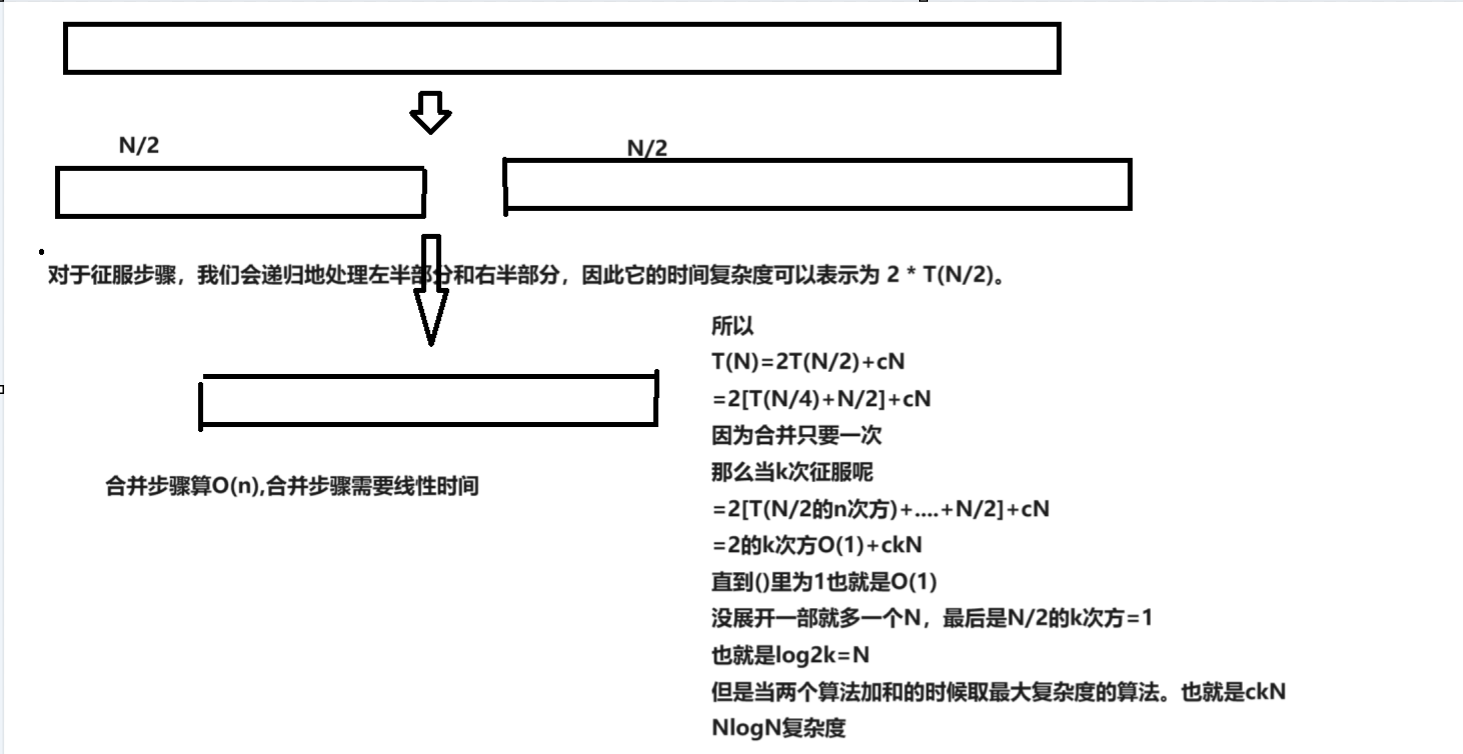 N/2
N/2
对于征服步骤，我们会递归地处理左半部分和右半部分，因此它的时间复杂度可以表示为 2 * T(N/2)。
所以
T(N)=2T(N/2)+cN
=2[T(N/4)+N/2]+cN
因为合并只要一次
那么当k次征服呢
=2[T(N/2的n次方)+....+N/2]+cN
=2的k次方O(1)+ckN
直到()里为1也就是O(1)
没展开一部就多一个N，最后是N/2的k次方=1
也就是log2k=N
但是当两个算法加和的时候取最大复杂度的算法。也就是ckN
NlogN复杂度
合并步骤算O(n),合并步骤需要线性时间